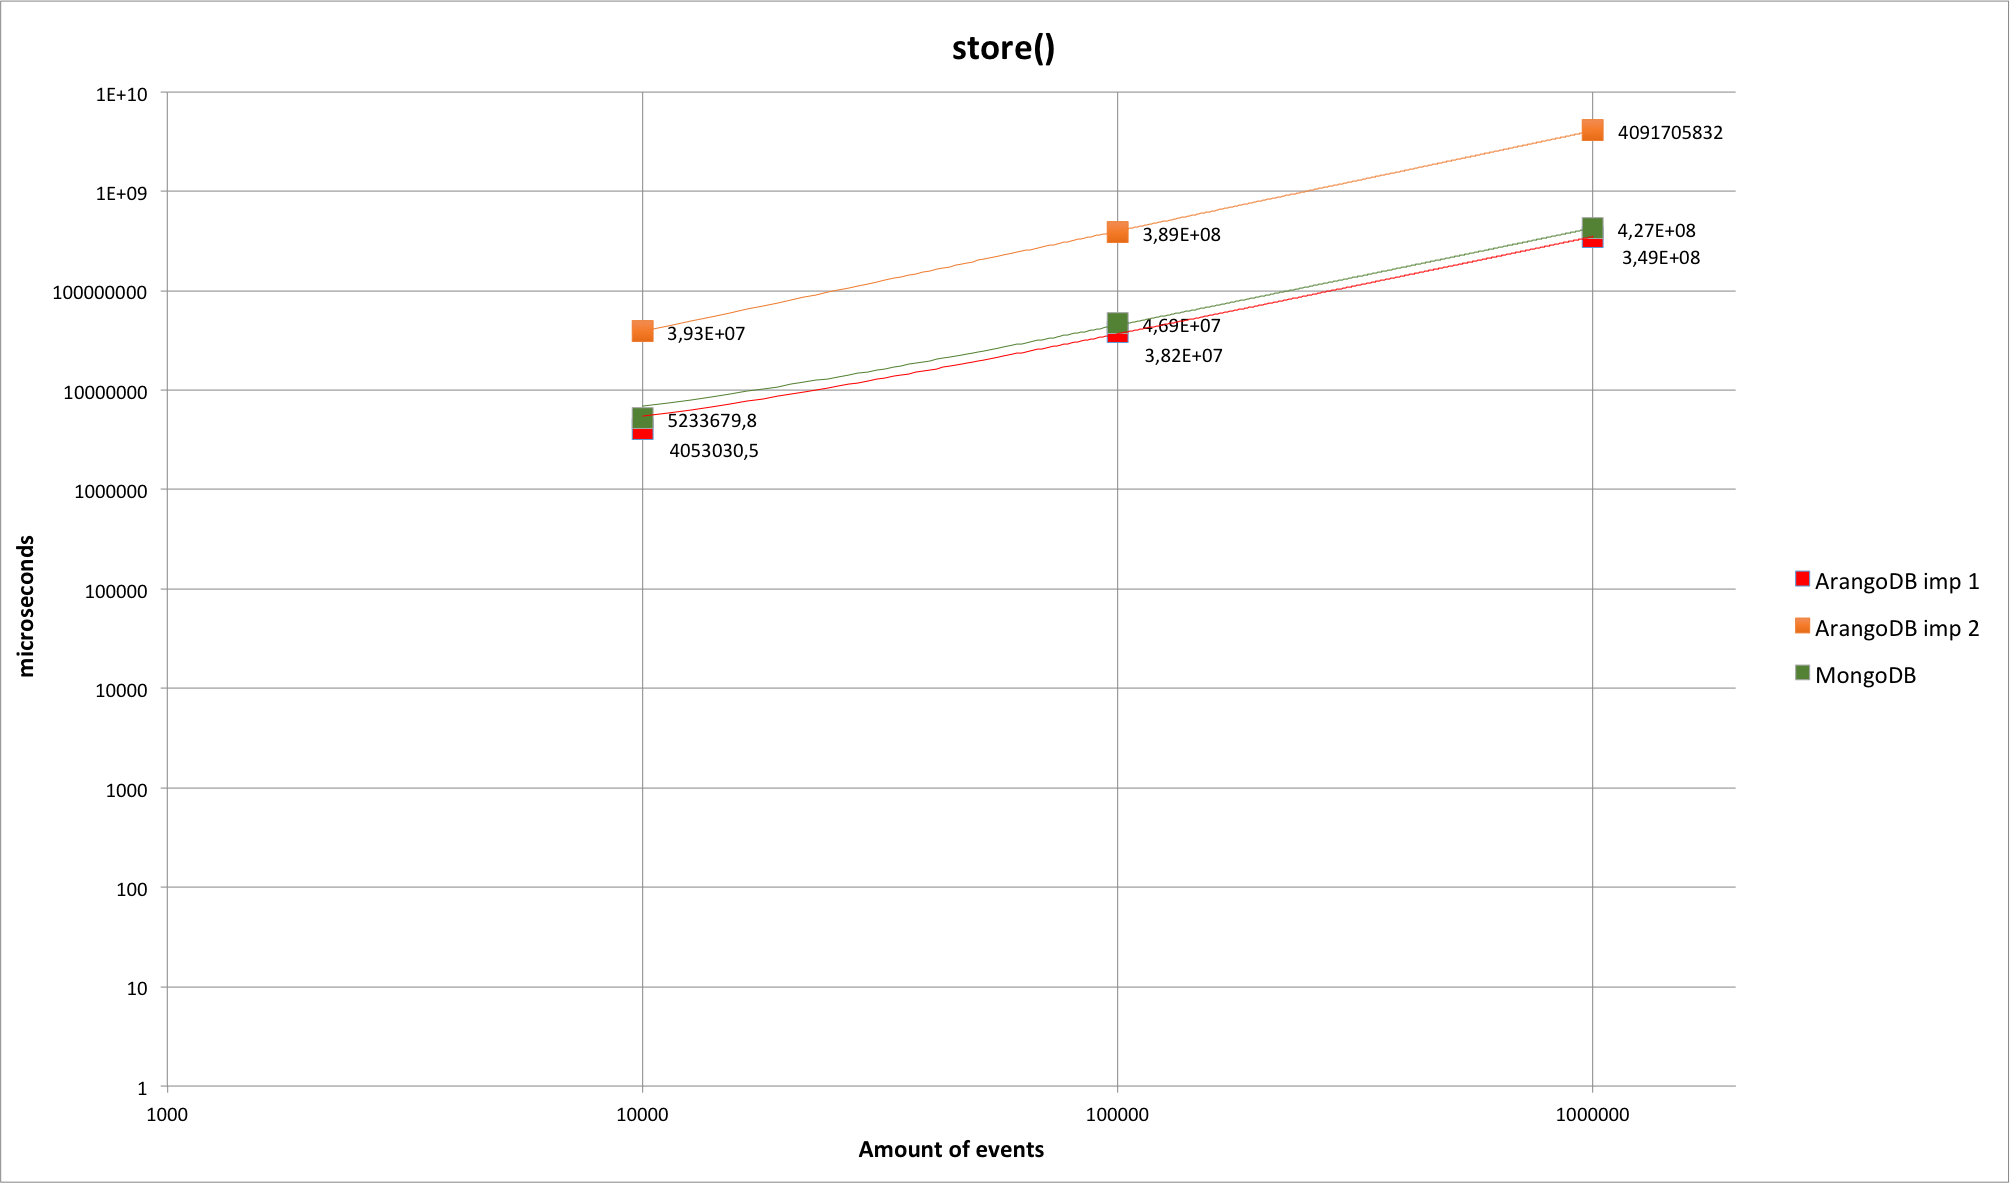 store()
1E+10
1E+09
100000000
10000000
1000000
100000
10000
1000
100
10
1
microseconds
4091705832
3,89E+08
4,27E+08
3,49E+08
3,93E+07
4,69E+07
3,82E+07
5233679,8
4053030,5
ArangoDB imp 1
ArangoDB imp 2
MongoDB
1000 10000 100000 1000000
Amount of events